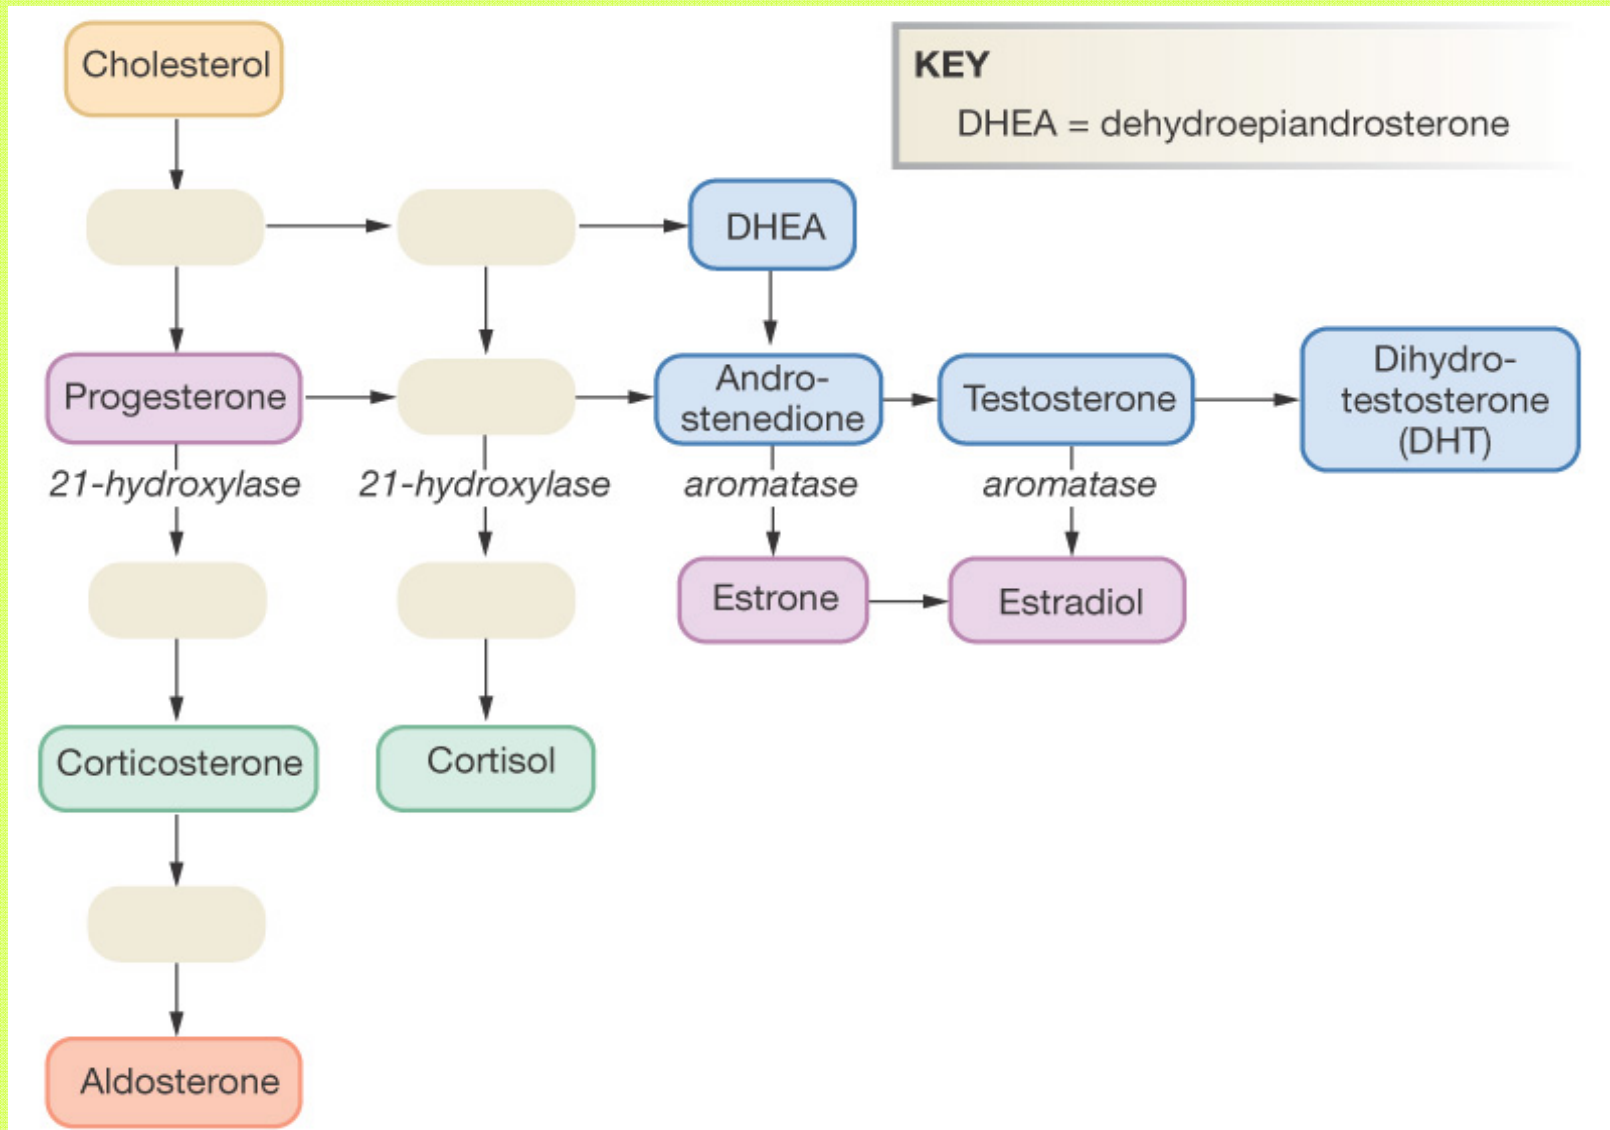 Cholesterol
KEY
DHEA = dehydroepiandrosterone
DHEA
Progesterone
Andro-
stenedione
Testosterone
Dihydro-
testosterone
(DHT)
21-hydroxylase
21-hydroxylase
aromatase
aromatase
Estrone
Estradiol
Corticosterone
Cortisol
Aldosterone